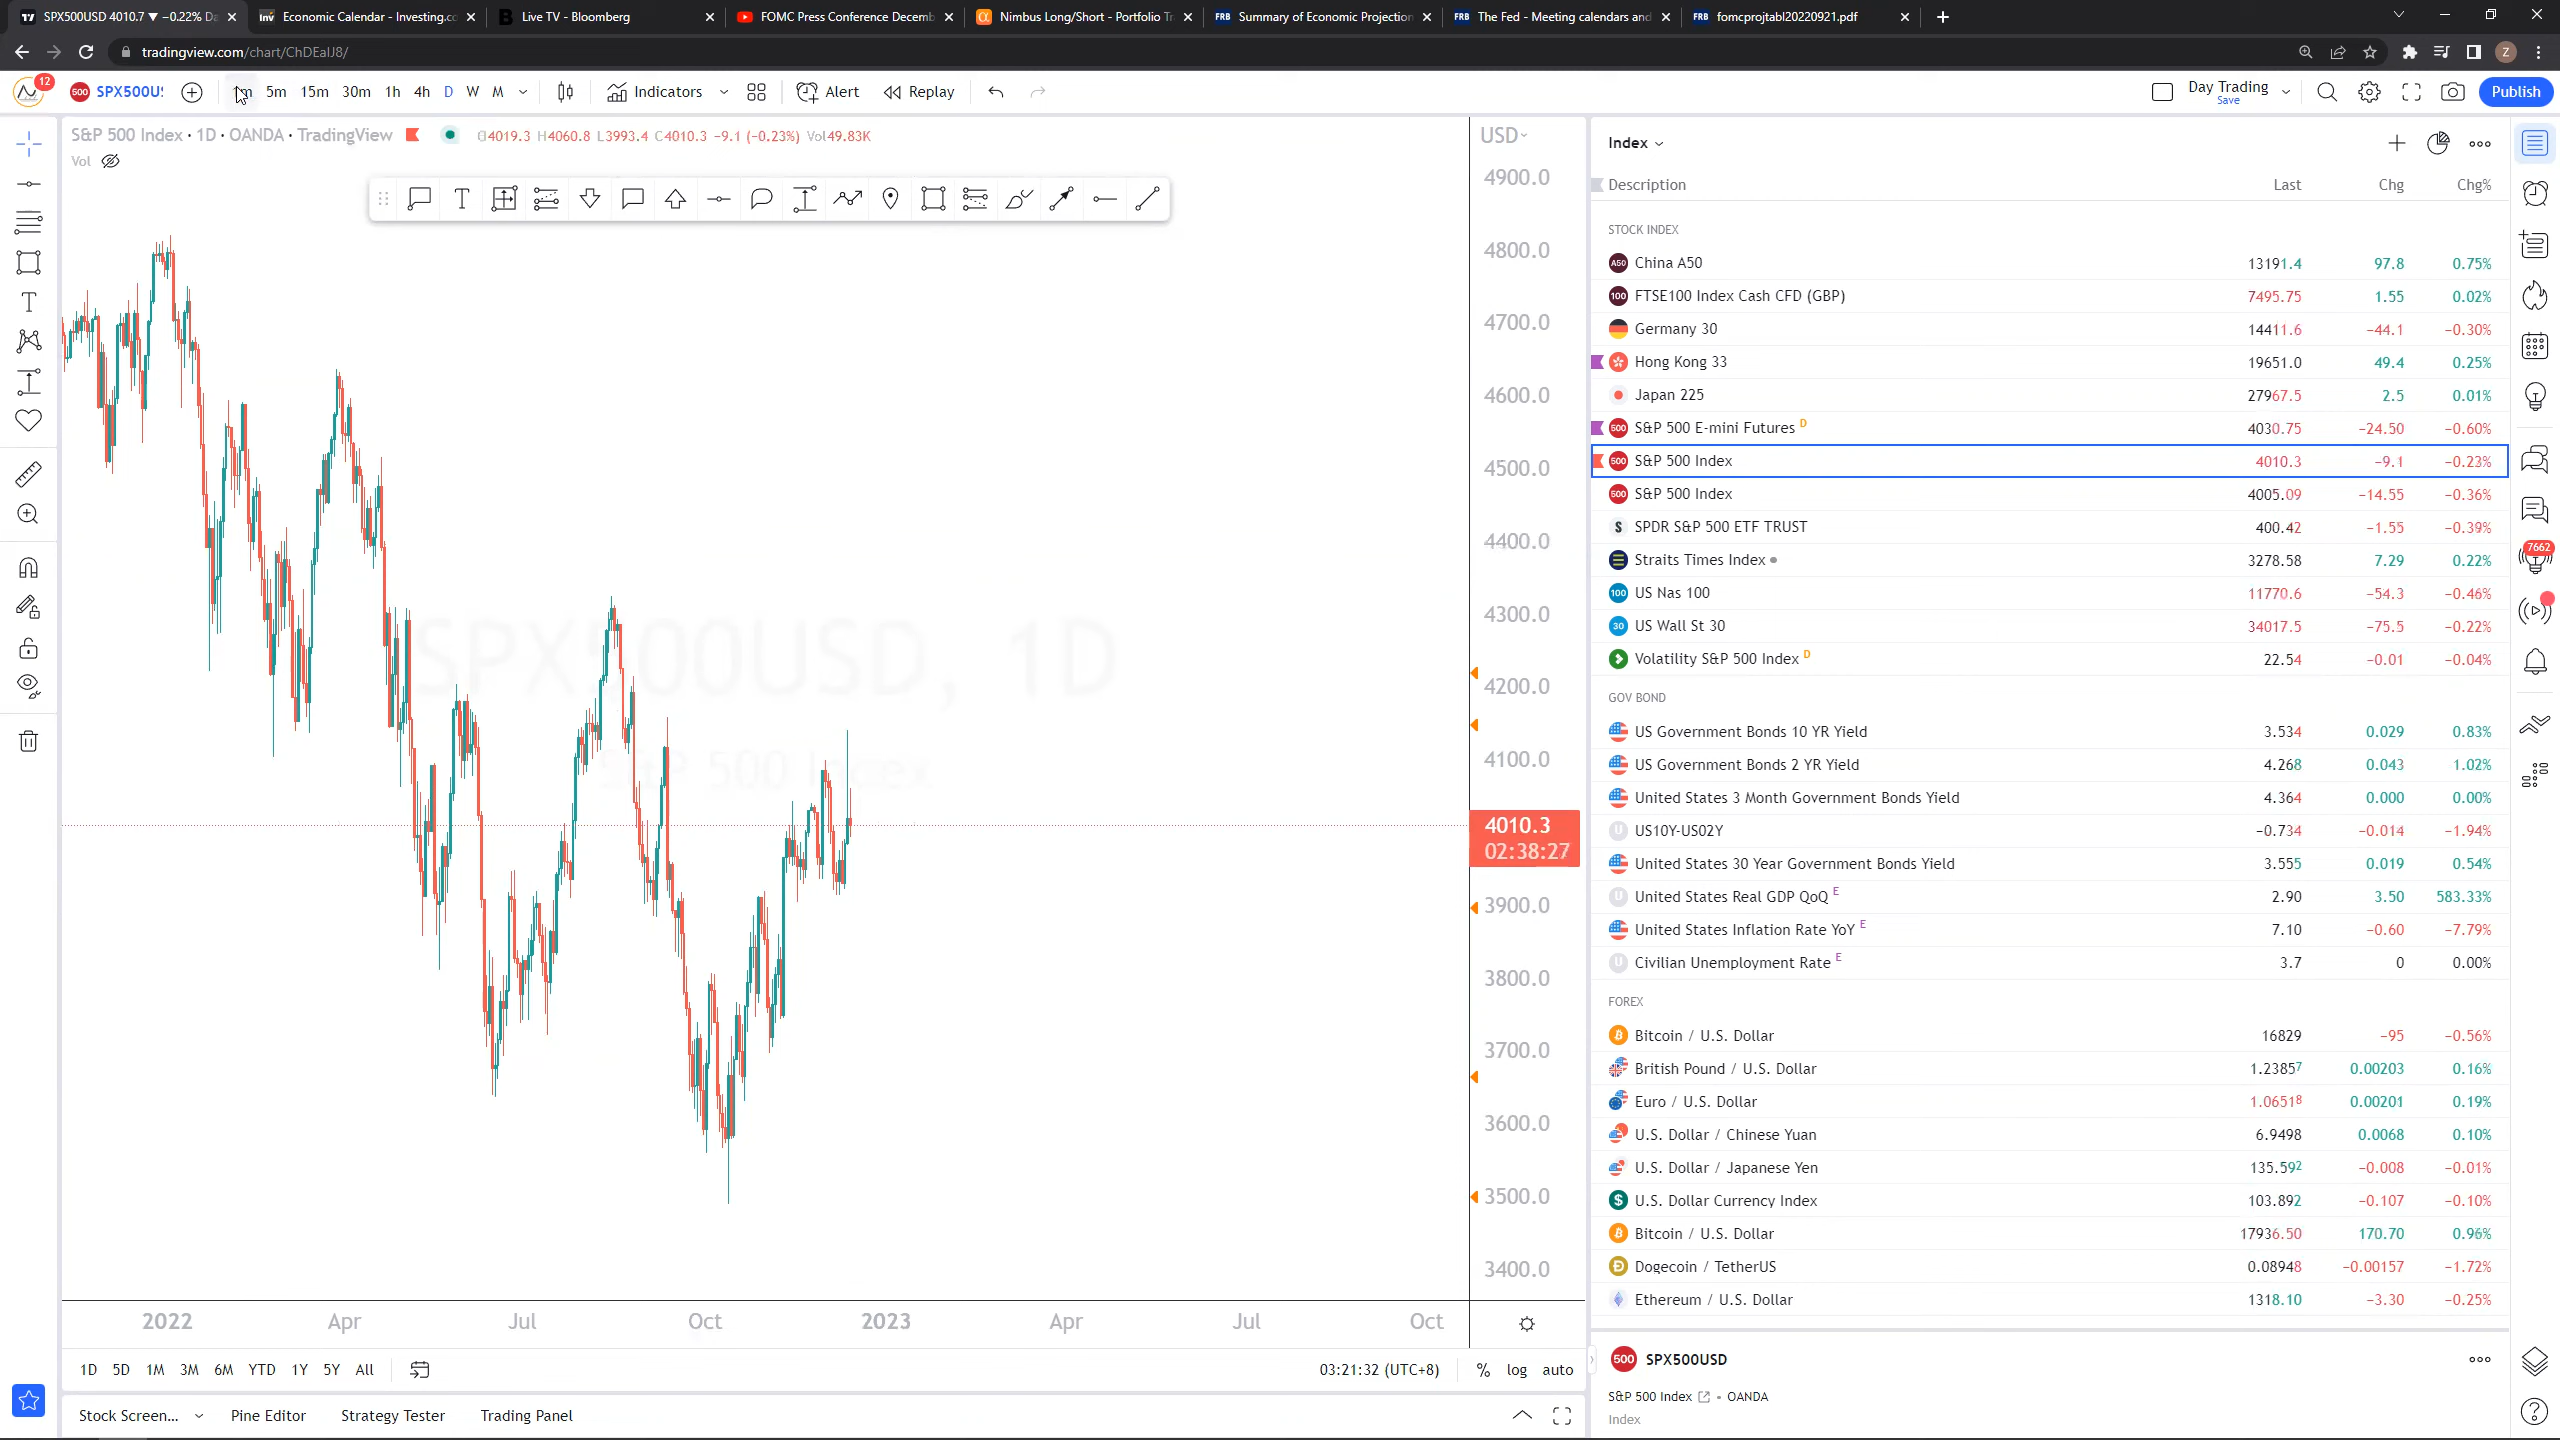 SPX500USD 4010.7 ▼ −0.22% Da
Economic Calendar - Investing.co
Live TV - Bloomberg
FOMC Press Conference Decemb
Nimbus Long/Short - Portfolio Tr
Summary of Economic Projection
The Fed - Meeting calendars and
fomcprojtabl20220921.pdf
tradingview.com/chart/ChDEaIJ8/
Z
12
SPX500US
5m 15m 30m 1h 4h D W M
Indicators
Alert
Replay
Day Trading
Save
Publish
S&P 500 Index · 1D · OANDA · TradingView
O4019.3 H4060.8 L3993.4 C4010.3 −9.1 (−0.23%) Vol49.83K
Vol
USD
4900.0
4800.0
4700.0
4600.0
4500.0
4400.0
4300.0
4200.0
4100.0
4010.3
02:38:27
3900.0
3800.0
3700.0
3600.0
3500.0
3400.0
SPX500USD, 1D
S&P 500 Index
2022 Apr Jul Oct 2023 Apr Jul Oct
1D 5D 1M 3M 6M YTD 1Y 5Y All
03:21:32 (UTC+8) % log auto
Stock Screen... Pine Editor Strategy Tester Trading Panel
Index
Description Last Chg Chg%
STOCK INDEX
China A50 13191.4 97.8 0.75%
FTSE100 Index Cash CFD (GBP) 7495.75 1.55 0.02%
Germany 30 14411.6 −44.1 −0.30%
Hong Kong 33 19651.0 49.4 0.25%
Japan 225 27967.5 2.5 0.01%
S&P 500 E-mini Futures D 4030.75 −24.50 −0.60%
S&P 500 Index 4010.3 −9.1 −0.23%
S&P 500 Index 4005.09 −14.55 −0.36%
SPDR S&P 500 ETF TRUST 400.42 −1.55 −0.39%
Straits Times Index 3278.58 7.29 0.22%
US Nas 100 11770.6 −54.3 −0.46%
US Wall St 30 34017.5 −75.5 −0.22%
Volatility S&P 500 Index D 22.54 −0.01 −0.04%
GOV BOND
US Government Bonds 10 YR Yield 3.534 0.029 0.83%
US Government Bonds 2 YR Yield 4.268 0.043 1.02%
United States 3 Month Government Bonds Yield 4.364 0.000 0.00%
US10Y-US02Y −0.734 −0.014 −1.94%
United States 30 Year Government Bonds Yield 3.555 0.019 0.54%
United States Real GDP QoQ E 2.90 3.50 583.33%
United States Inflation Rate YoY E 7.10 −0.60 −7.79%
Civilian Unemployment Rate E 3.7 0 0.00%
FOREX
Bitcoin / U.S. Dollar 16829 −95 −0.56%
British Pound / U.S. Dollar 1.23857 0.00203 0.16%
Euro / U.S. Dollar 1.06518 0.00201 0.19%
U.S. Dollar / Chinese Yuan 6.9498 0.0068 0.10%
U.S. Dollar / Japanese Yen 135.592 −0.008 −0.01%
U.S. Dollar Currency Index 103.892 −0.107 −0.10%
Bitcoin / U.S. Dollar 17936.50 170.70 0.96%
Dogecoin / TetherUS 0.08948 −0.00157 −1.72%
Ethereum / U.S. Dollar 1318.10 −3.30 −0.25%
500 SPX500USD
S&P 500 Index • OANDA
Index
7662